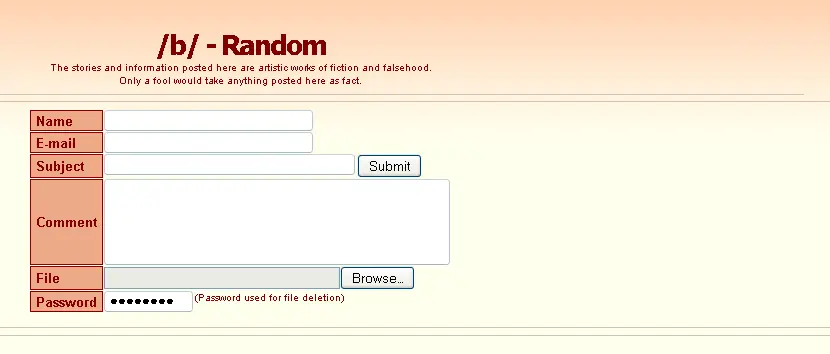 /b/ - Random
The stories and information posted here are artistic works of fiction and falsehood.
Only a fool would take anything posted here as fact.
Name
E-mail
Subject Submit
Comment
File Browse...
Password ●●●●●●●● (Password used for file deletion)